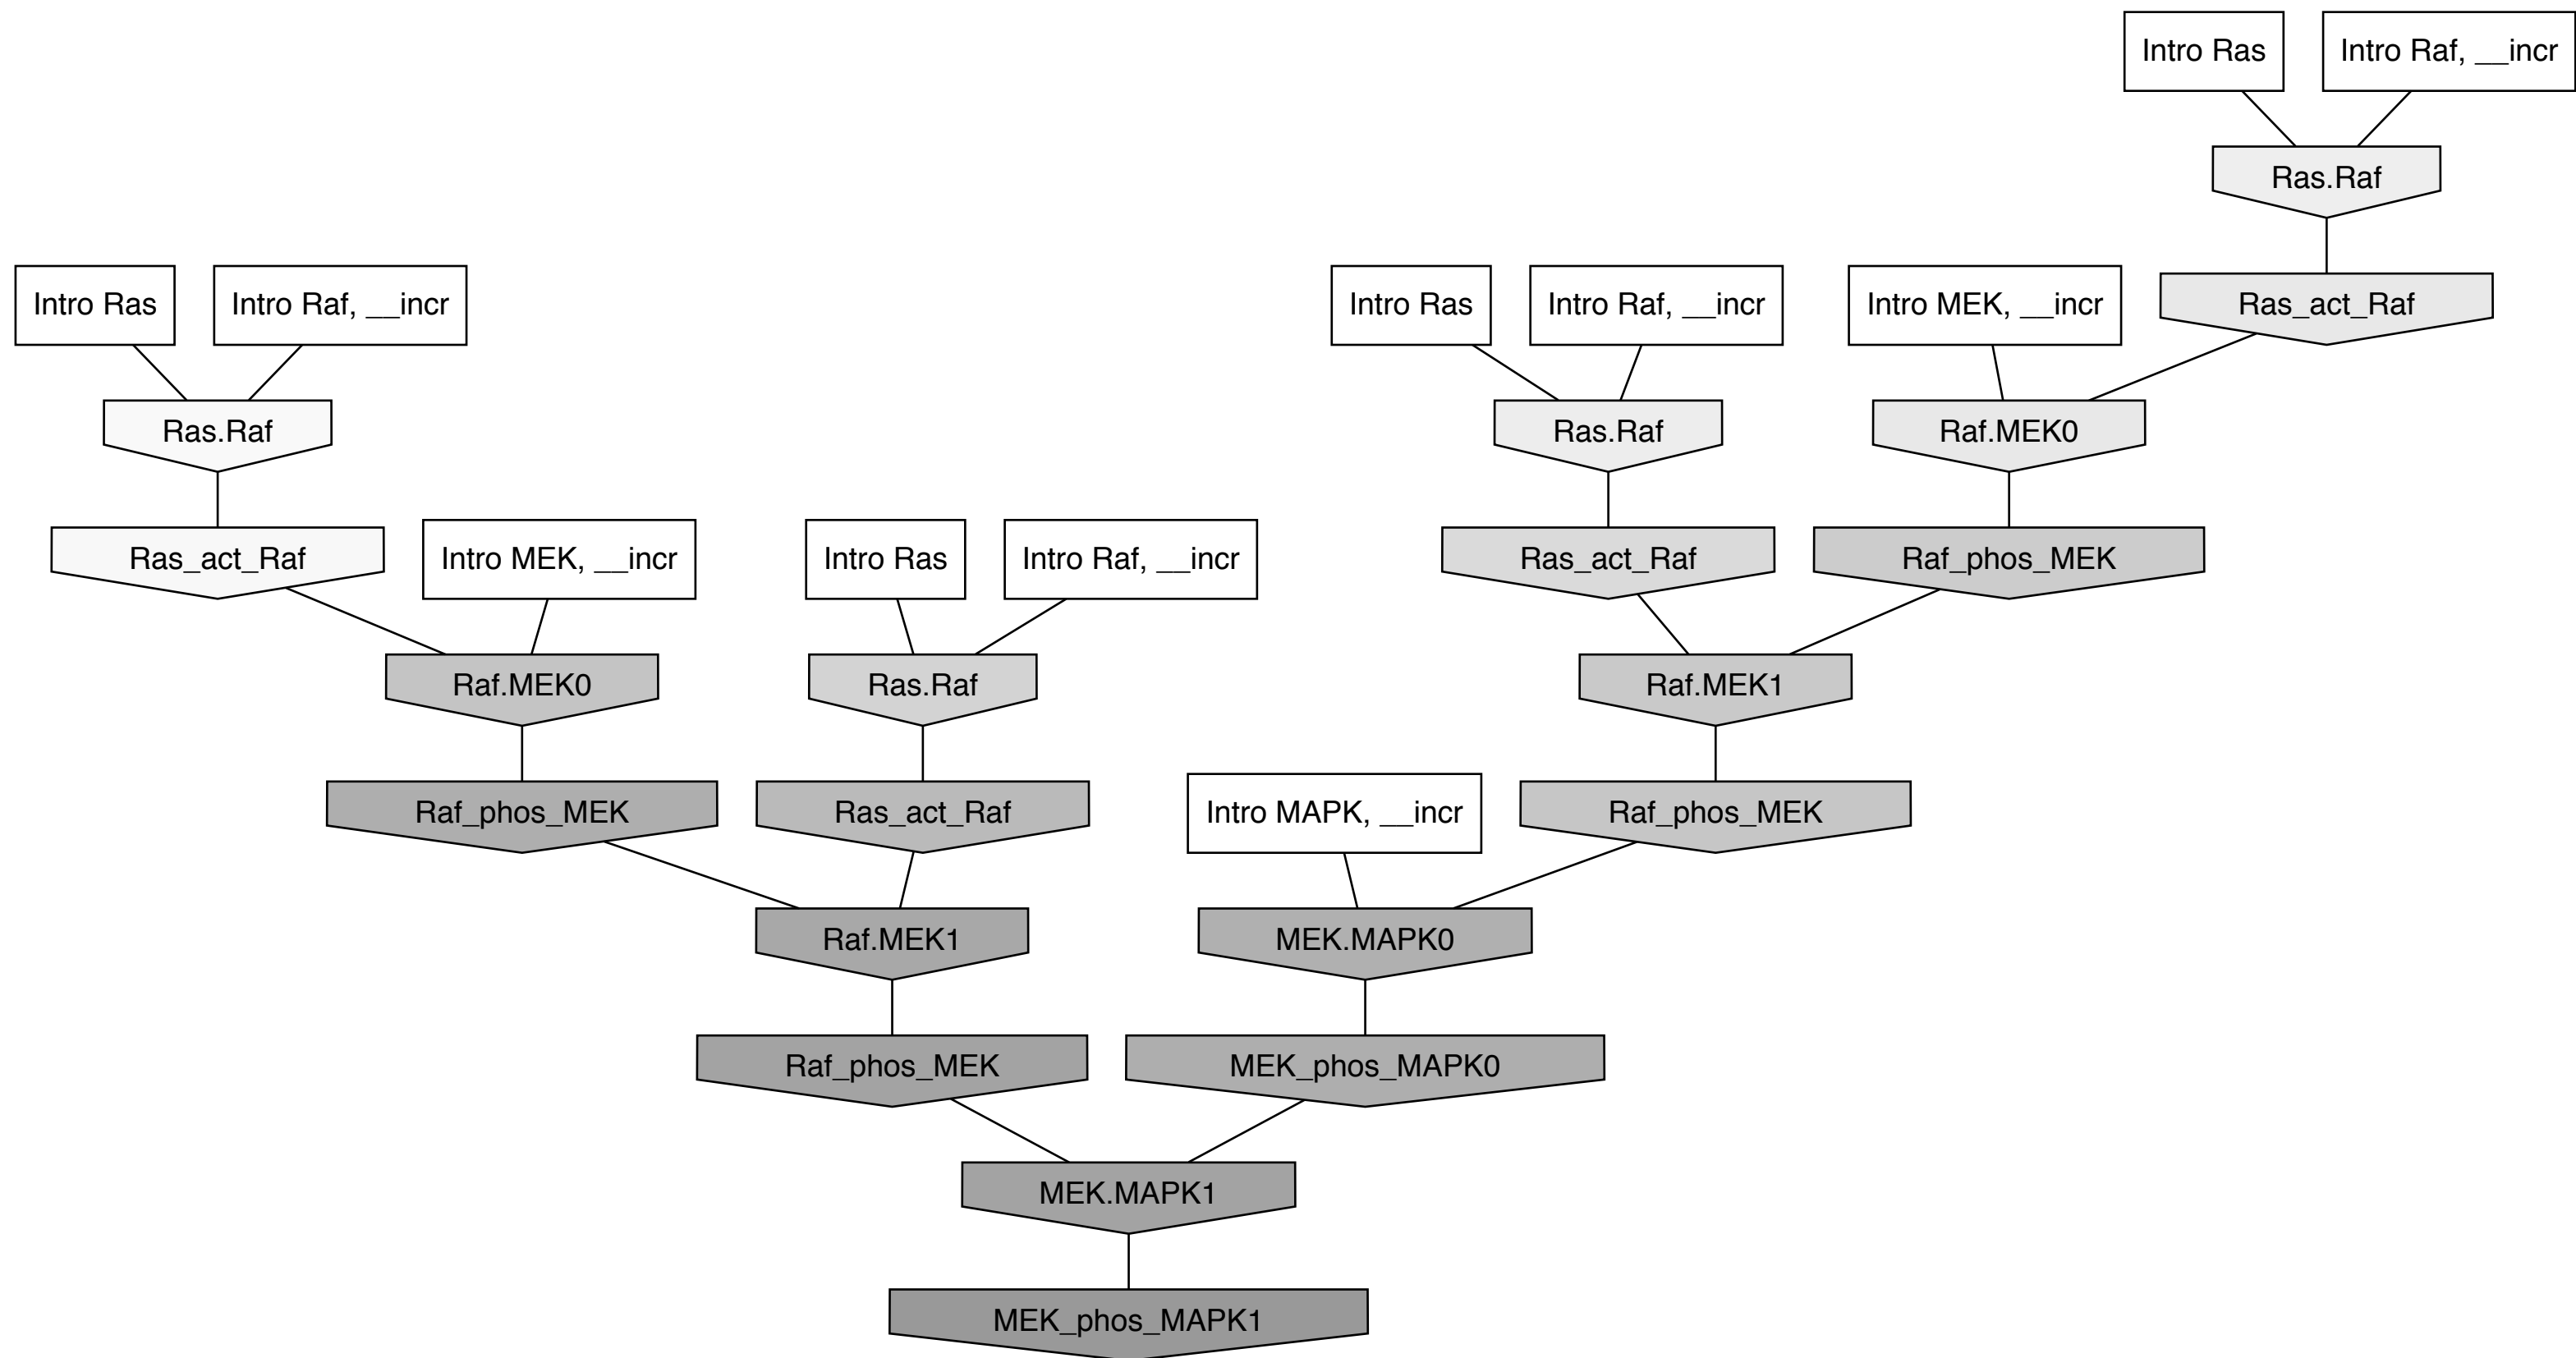 Intro Ras
Intro Raf, __incr
Ras.Raf
Intro Ras
Intro Raf, __incr
Intro Ras
Intro Raf, __incr
Intro MEK, __incr
Ras_act_Raf
Ras.Raf
Ras.Raf
Raf.MEK0
Ras_act_Raf
Intro MEK, __incr
Intro Ras
Intro Raf, __incr
Ras_act_Raf
Raf_phos_MEK
Raf.MEK0
Ras.Raf
Raf.MEK1
Raf_phos_MEK
Ras_act_Raf
Intro MAPK, __incr
Raf_phos_MEK
Raf.MEK1
MEK.MAPK0
Raf_phos_MEK
MEK_phos_MAPK0
MEK.MAPK1
MEK_phos_MAPK1